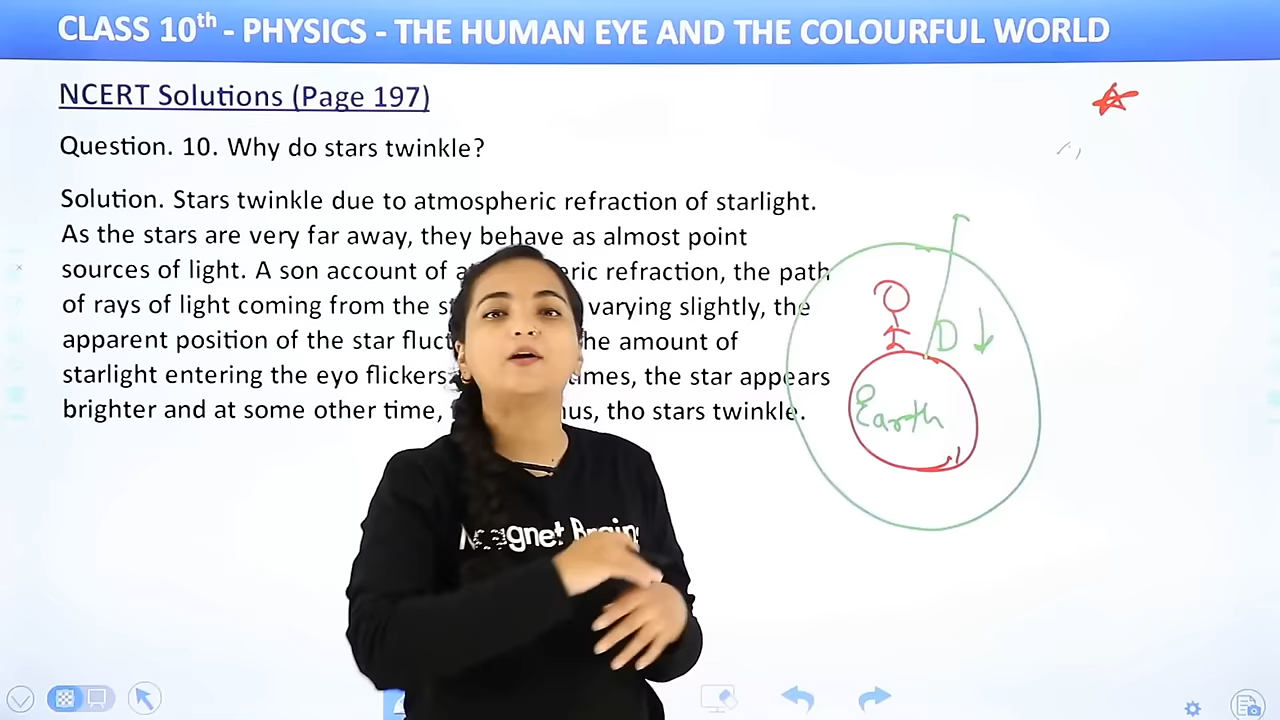 CLASS 10th - PHYSICS - THE HUMAN EYE AND THE COLOURFUL WORLD
NCERT Solutions (Page 197)
Question. 10. Why do stars twinkle?
Solution. Stars twinkle due to atmospheric refraction of starlight.
As the stars are very far away, they behave as almost point
sources of light. A son account of eric refraction, the path
of rays of light coming from the varying slightly, the
apparent position of the star he amount of
starlight entering the eyo flickers the star appears
brighter and at some other time, tho stars twinkle.
D
Earth
Magnet Brains